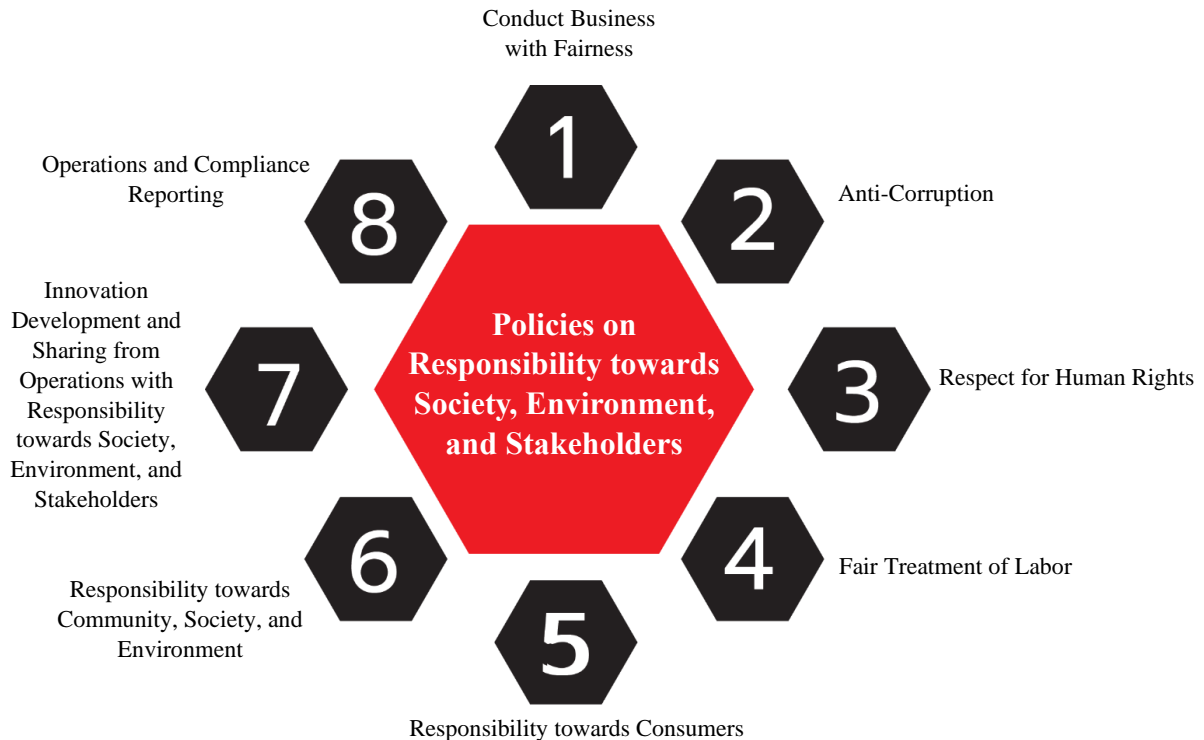 Conduct Business
with Fairness
1
2
Anti-Corruption
3
Respect for Human Rights
4
Fair Treatment of Labor
5
Responsibility towards Consumers
6
Responsibility towards
Community, Society, and
Environment
7
Innovation
Development and
Sharing from
Operations with
Responsibility
towards Society,
Environment, and
Stakeholders
8
Operations and Compliance
Reporting
Policies on
Responsibility towards
Society, Environment,
and Stakeholders